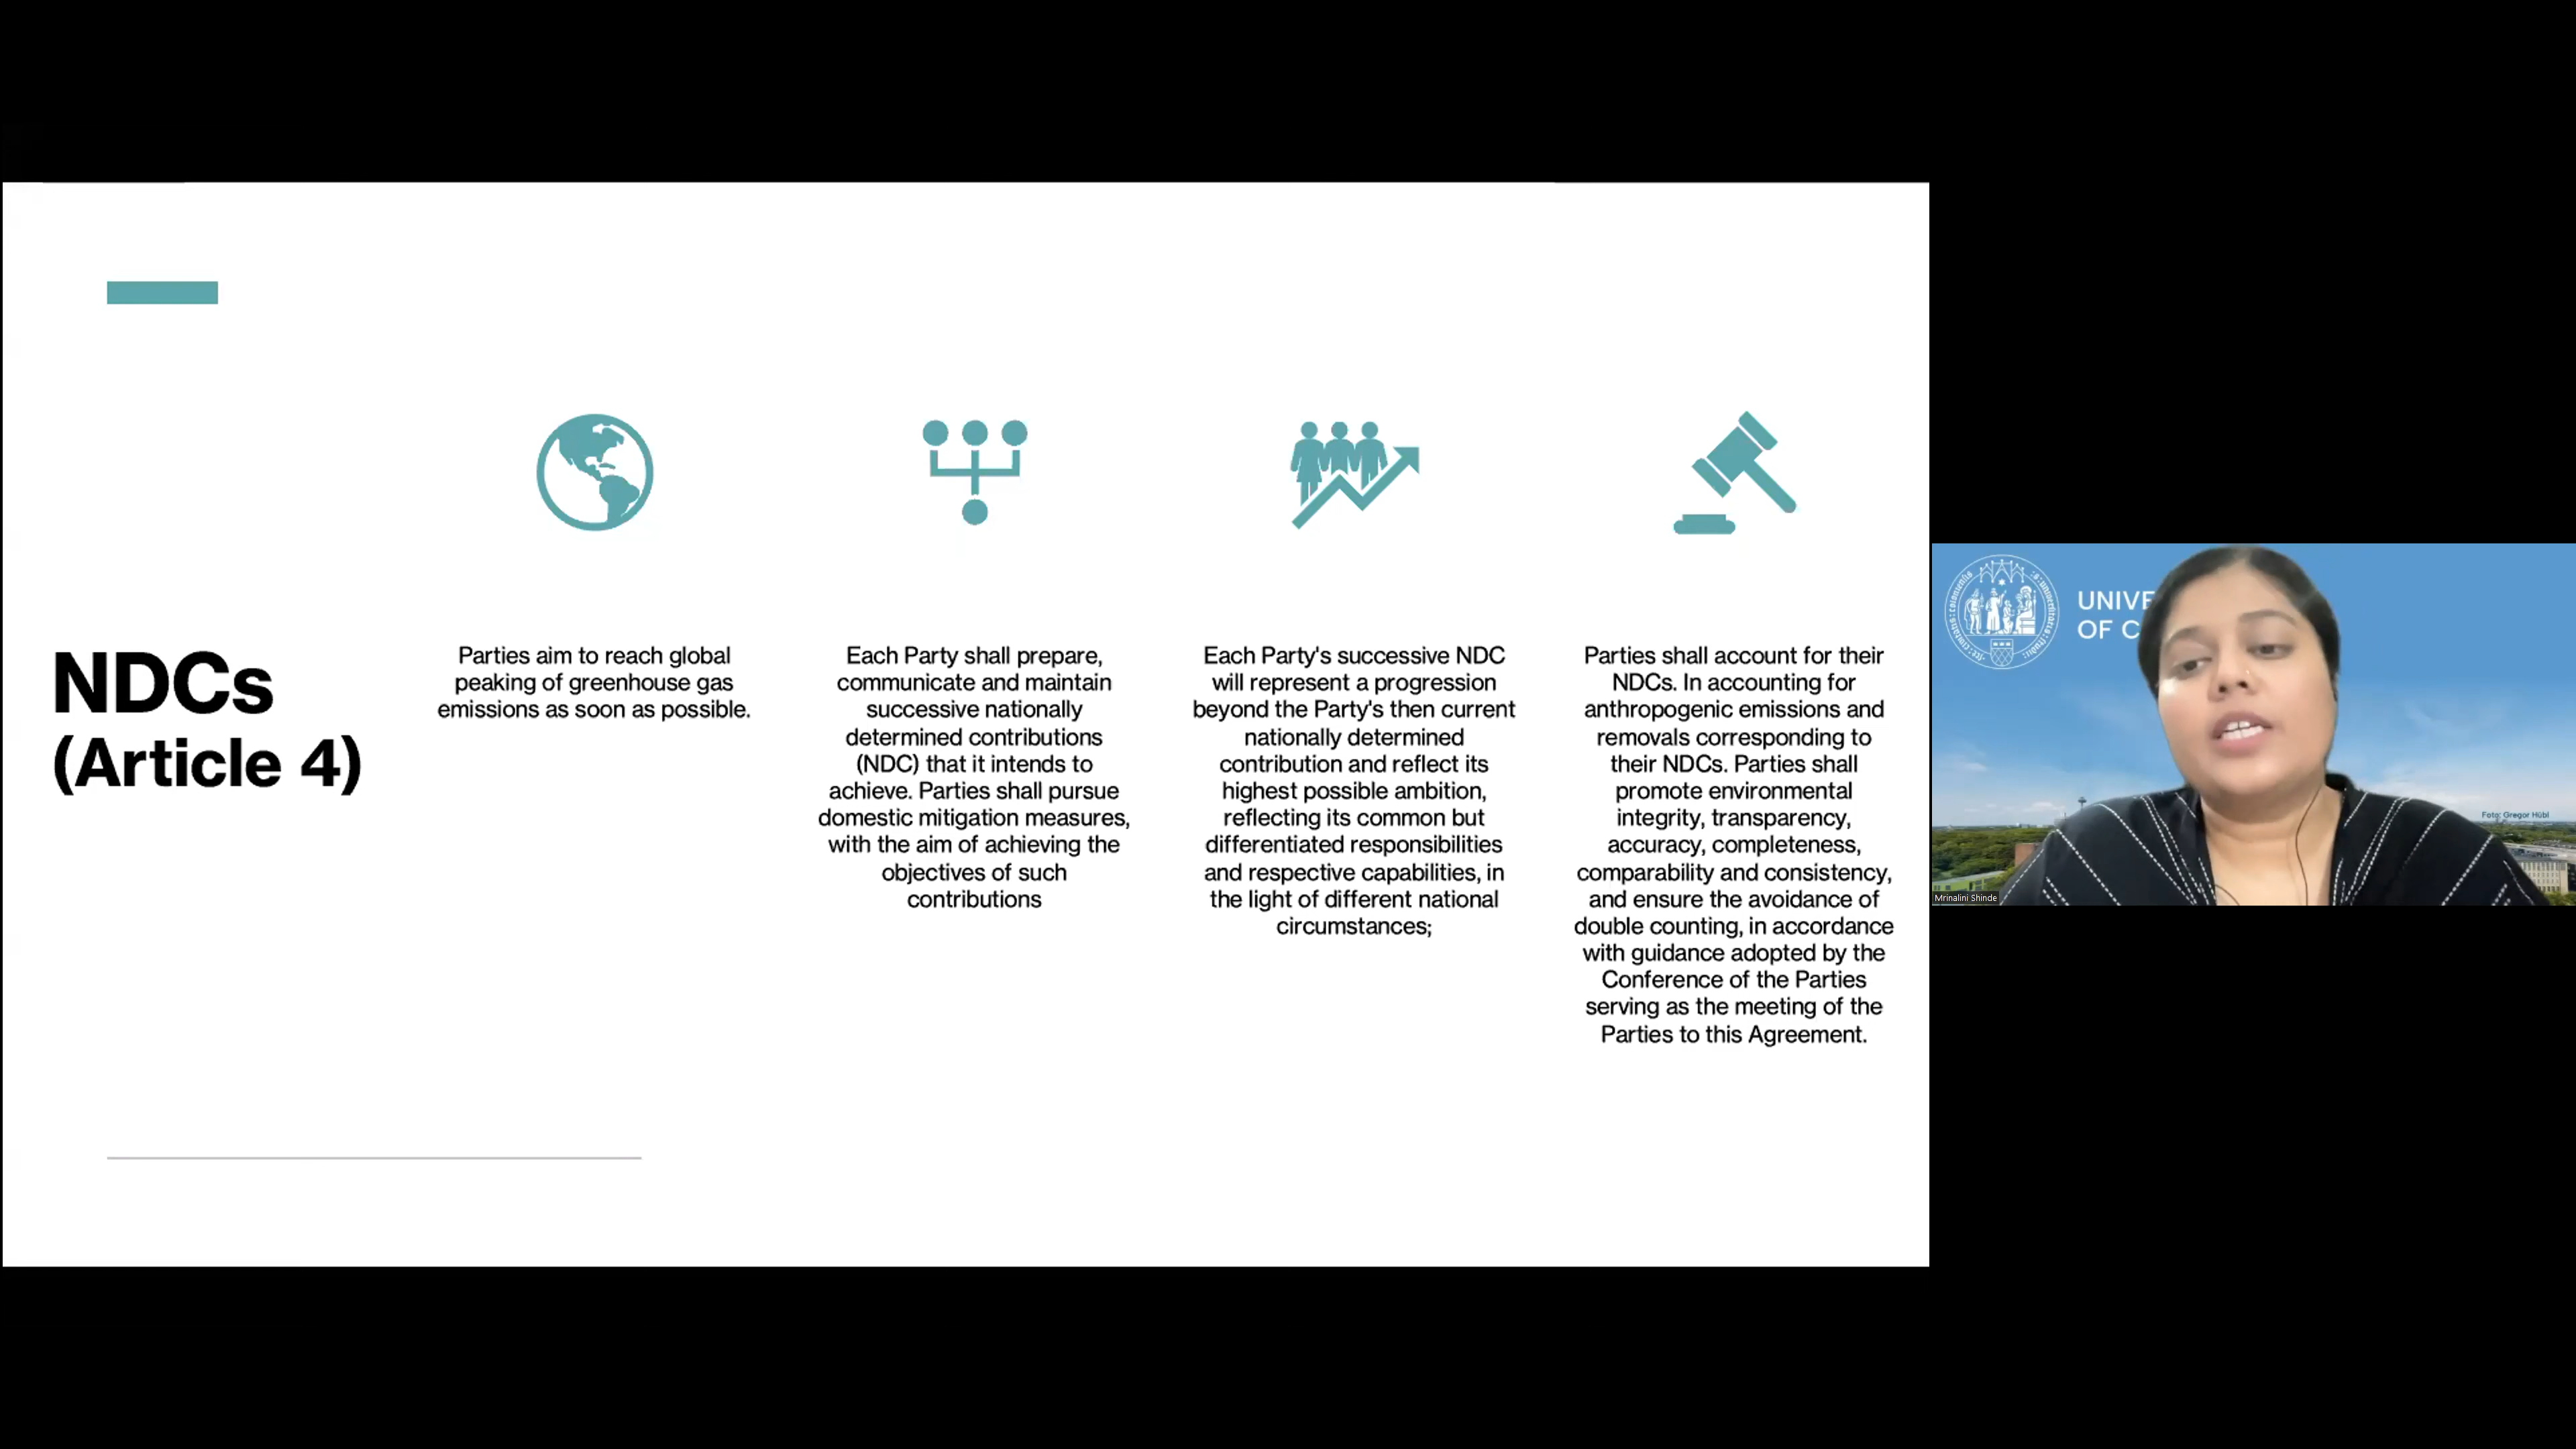 NDCs
(Article 4)
Parties aim to reach global
peaking of greenhouse gas
emissions as soon as possible.
Each Party shall prepare,
communicate and maintain
successive nationally
determined contributions
(NDC) that it intends to
achieve. Parties shall pursue
domestic mitigation measures,
with the aim of achieving the
objectives of such
contributions
Each Party's successive NDC
will represent a progression
beyond the Party's then current
nationally determined
contribution and reflect its
highest possible ambition,
reflecting its common but
differentiated responsibilities
and respective capabilities, in
the light of different national
circumstances;
Parties shall account for their
NDCs. In accounting for
anthropogenic emissions and
removals corresponding to
their NDCs. Parties shall
promote environmental
integrity, transparency,
accuracy, completeness,
comparability and consistency,
and ensure the avoidance of
double counting, in accordance
with guidance adopted by the
Conference of the Parties
serving as the meeting of the
Parties to this Agreement.
UNIVE
OF C
Foto: Gregor Hübl
Mrinalini Shinde